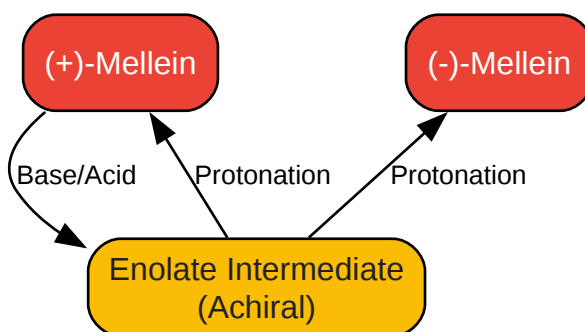 (+)-Mellein
(-)-Mellein
Base/Acid
Protonation
Protonation
Enolate Intermediate
(Achiral)